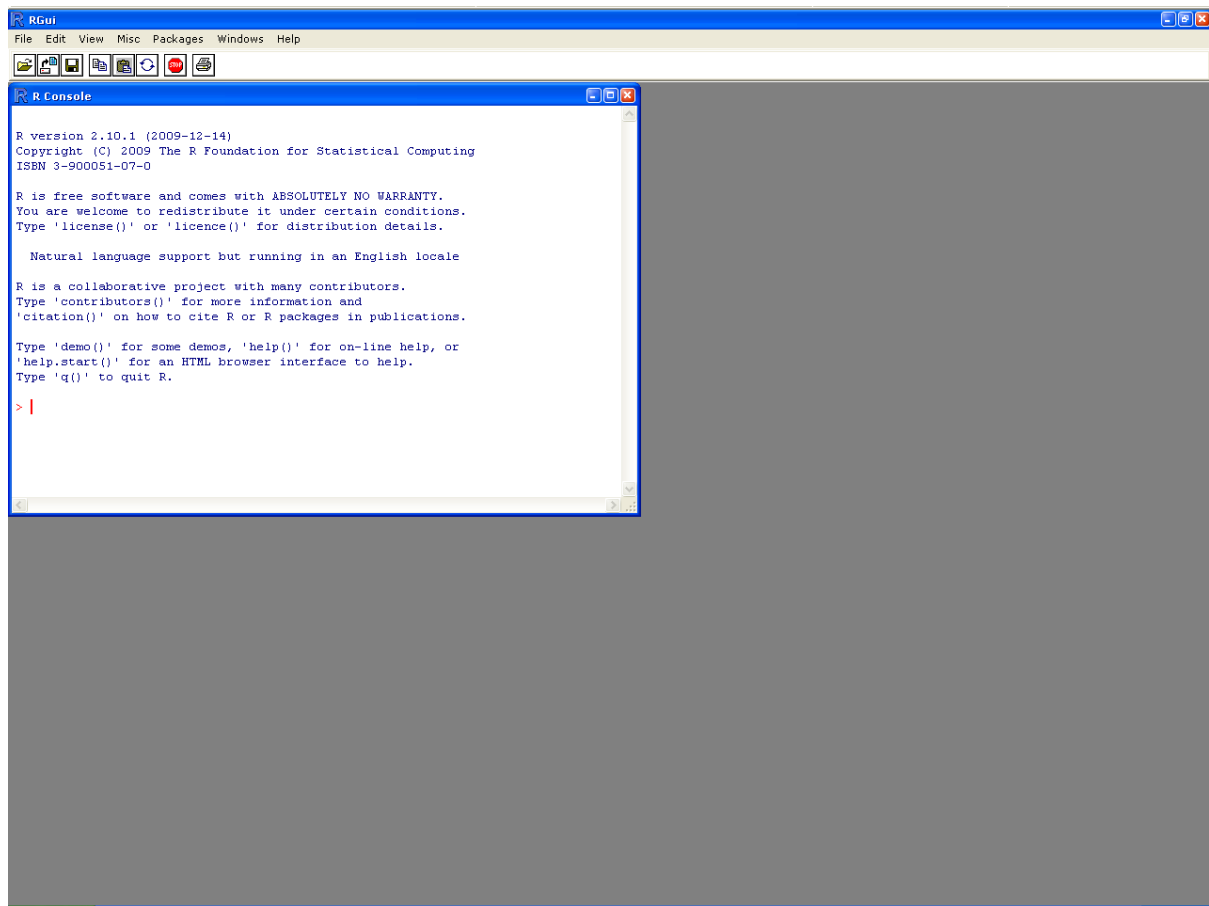 RGui
File Edit View Misc Packages Windows Help
STOP
R Console
R version 2.10.1 (2009-12-14)
Copyright (C) 2009 The R Foundation for Statistical Computing
ISBN 3-900051-07-0
R is free software and comes with ABSOLUTELY NO WARRANTY.
You are welcome to redistribute it under certain conditions.
Type 'license()' or 'licence()' for distribution details.
Natural language support but running in an English locale
R is a collaborative project with many contributors.
Type 'contributors()' for more information and
'citation()' on how to cite R or R packages in publications.
Type 'demo()' for some demos, 'help()' for on-line help, or
'help.start()' for an HTML browser interface to help.
Type 'q()' to quit R.
>